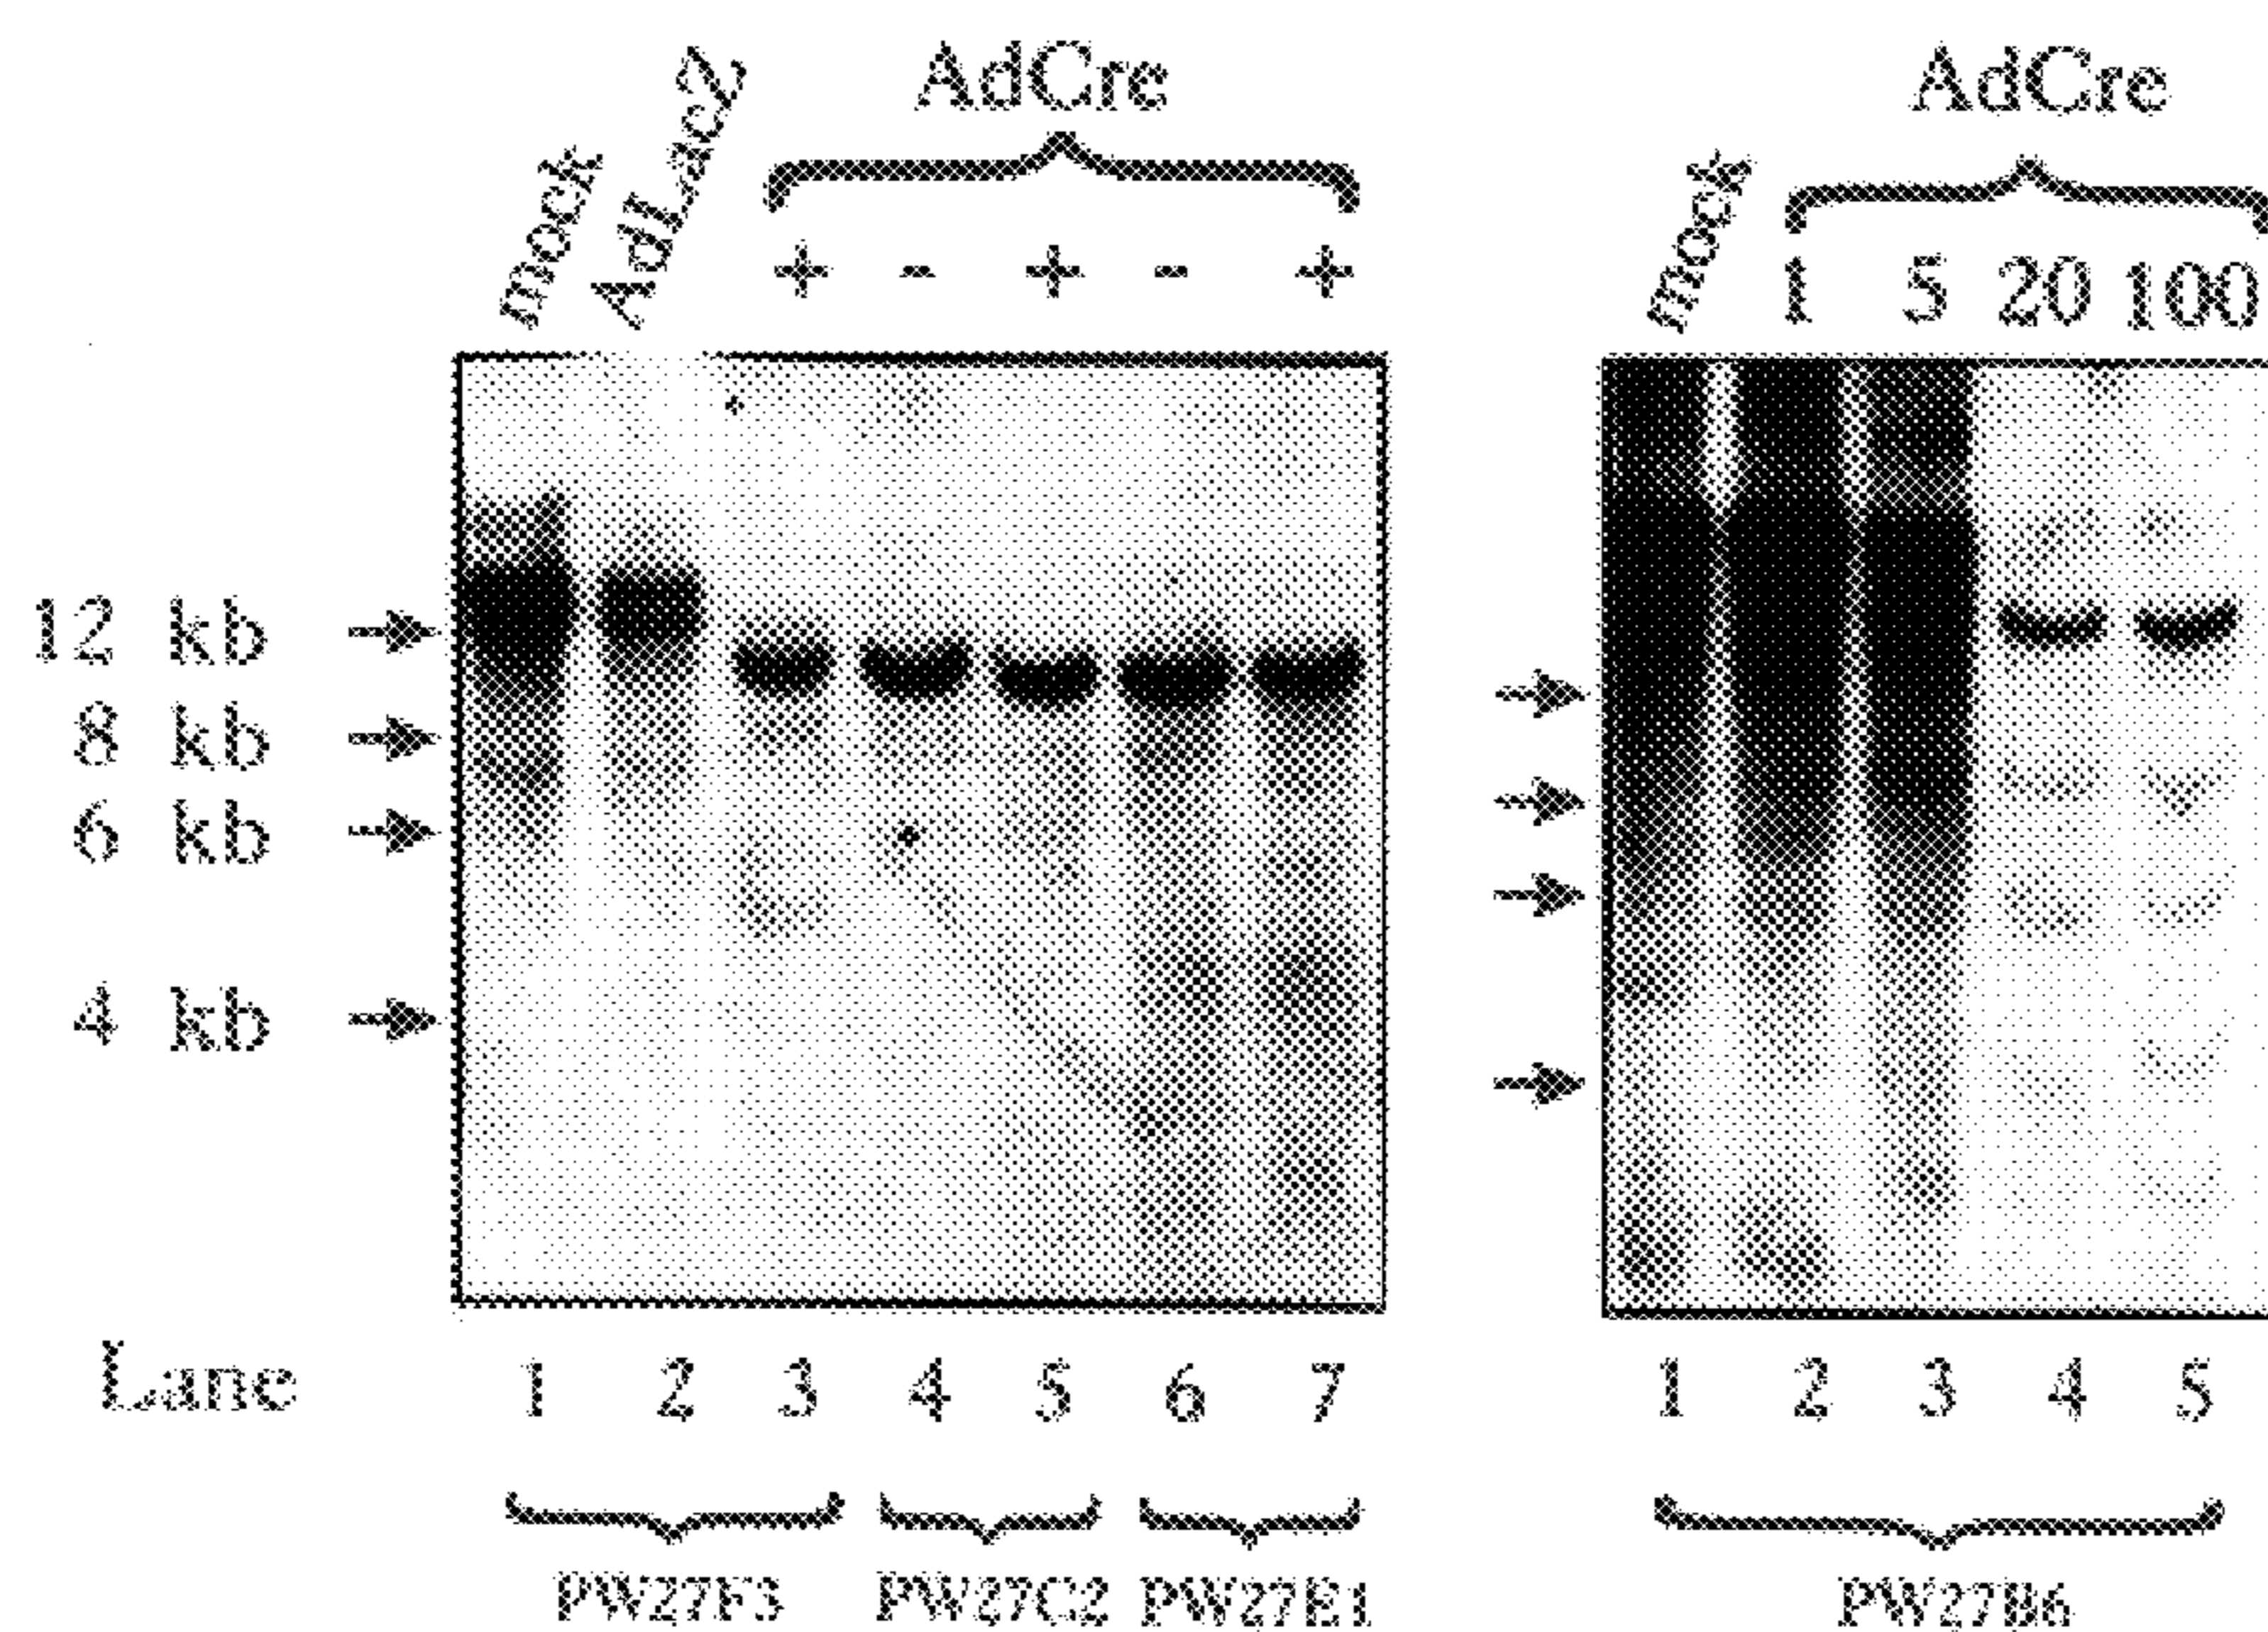 AdCre AdCre
mock AdLacZ + - + - + mock 1 5 20 100
12 kb
8 kb
6 kb
4 kb
Lane 1 2 3 4 5 6 7 1 2 3 4 5
PW27F3 PW27C2 PW27E1 PW27B6